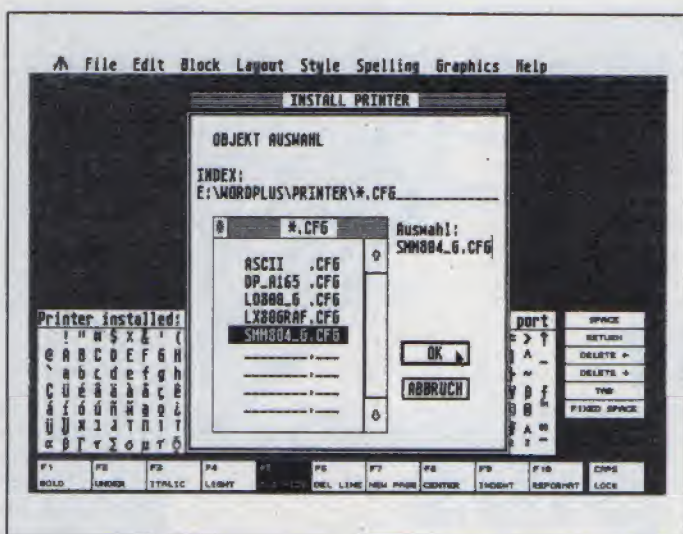 File Edit Block Layout Style Spelling Graphics Help
INSTALL PRINTER
OBJEKT AUSWAHL
INDEX:
E:\WORDPLUS\PRINTER\*.CFG
*.CFG
Auswahl:
SMM804_G.CFG
ASCII .CFG
DP_A165 .CFG
LQ800_G .CFG
LX80GRAF.CFG
SMM804_G.CFG
OK
ABBRUCH
Printer installed:
port
! " # $ % & ' (
@ A B C D E F G H
` a b c d e f g h
SPACE
RETURN
DELETE ←
DELETE →
TAB
FIXED SPACE
F1 BOLD
F2 UNDER
F3 ITALIC
F4 LIGHT
F5
F6 DEL LINE
F7 NEW PAGE
F8 CENTER
F9 INDENT
F10 REFORMAT
CAPS LOCK